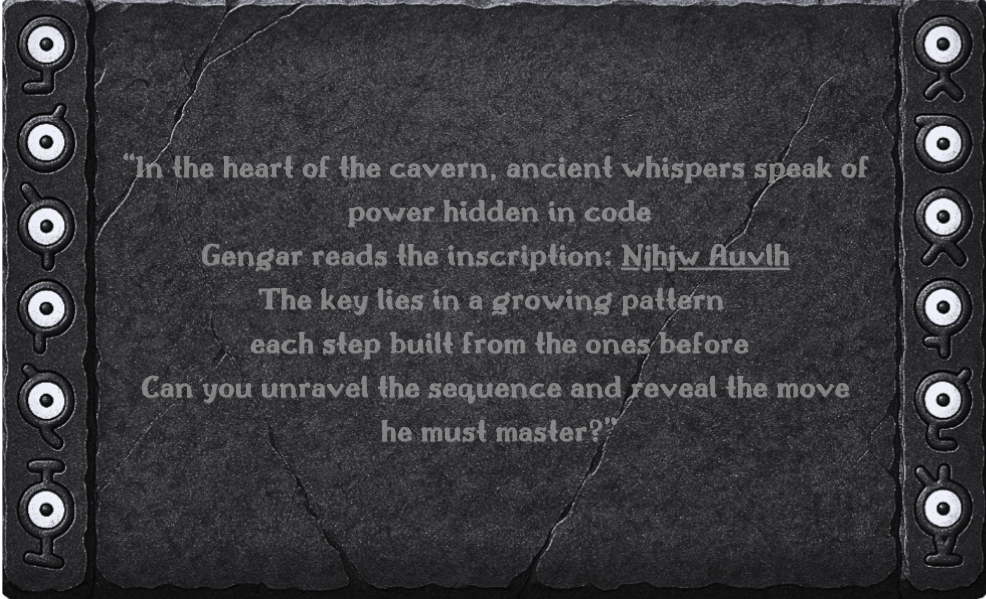 “In the heart of the cavern, ancient whispers speak of
power hidden in code
Gengar reads the inscription: Njhjw Auvlh
The key lies in a growing pattern
each step built from the ones before
Can you unravel the sequence and reveal the move
he must master?”